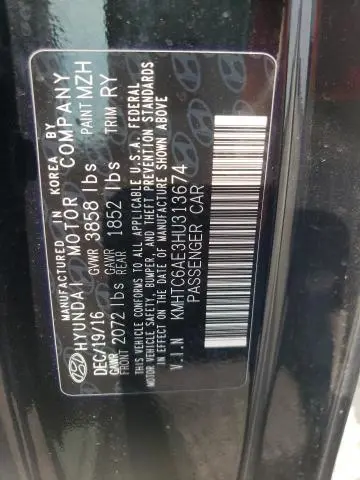 MANUFACTURED IN KOREA BY
HYUNDAI MOTOR COMPANY
DEC/19/16 GVWR 3858 lbs PAINT MZH
GAWR FRONT 2072 lbs GAWR REAR 1852 lbs TRIM RY
THIS VEHICLE CONFORMS TO ALL APPLICABLE U.S.A. FEDERAL
MOTOR VEHICLE SAFETY, BUMPER, AND THEFT PREVENTION STANDARDS
IN EFFECT ON THE DATE OF MANUFACTURE SHOWN ABOVE
V.I.N KMHTC6AE3HU313674
PASSENGER CAR